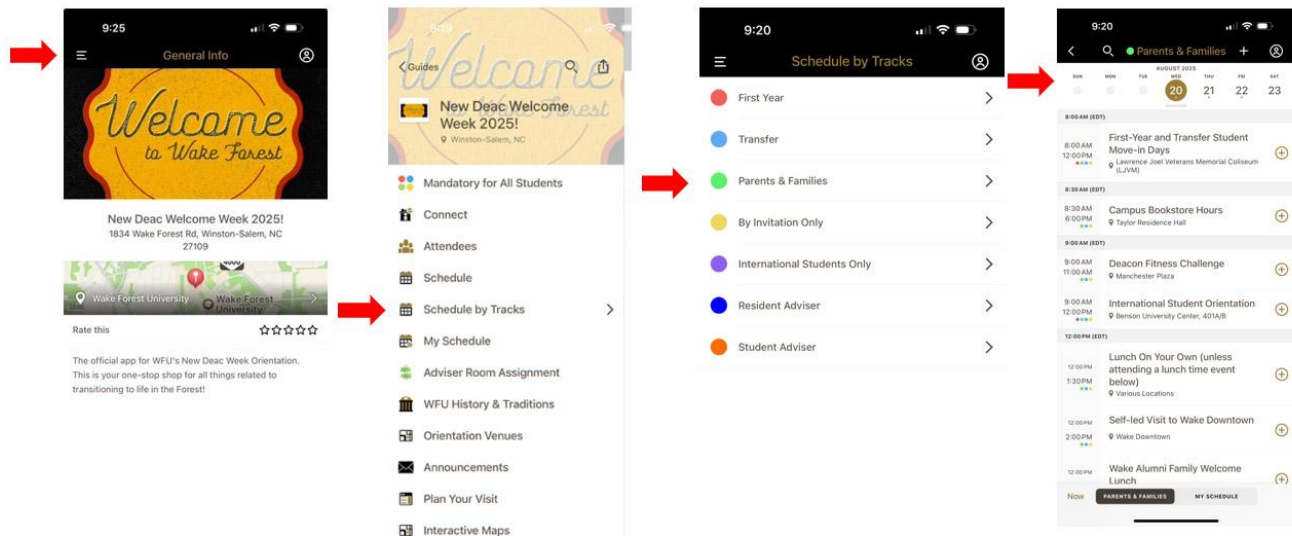 9:25
General Info
Welcome
to Wake Forest
New Deac Welcome Week 2025!
1834 Wake Forest Rd, Winston-Salem, NC
27109
Wake Forest University
Wake Forest
University
Rate this
The official app for WFU's New Deac Week Orientation.
This is your one-stop shop for all things related to
transitioning to life in the Forest!
Welcome
to Wake Forest
Guides
New Deac Welcome
Week 2025!
Winston-Salem, NC
Mandatory for All Students
Connect
Attendees
Schedule
Schedule by Tracks
My Schedule
Adviser Room Assignment
WFU History & Traditions
Orientation Venues
Announcements
Plan Your Visit
Interactive Maps
9:20
Schedule by Tracks
First Year
Transfer
Parents & Families
By Invitation Only
International Students Only
Resident Adviser
Student Adviser
9:20
Parents & Families
AUGUST 2025
SUN MON TUE WED THU FRI SAT
20 21 22 23
8:00 AM (EDT)
8:00 AM
12:00 PM
First-Year and Transfer Student
Move-in Days
Lawrence Joel Veterans Memorial Coliseum
(LJVM)
8:30 AM (EDT)
8:30 AM
6:00 PM
Campus Bookstore Hours
Taylor Residence Hall
9:00 AM (EDT)
9:00 AM
11:00 AM
Deacon Fitness Challenge
Manchester Plaza
9:00 AM
12:00 PM
International Student Orientation
Benson University Center, 401A/B
12:00 PM (EDT)
12:00 PM
1:30 PM
Lunch On Your Own (unless
attending a lunch time event
below)
Various Locations
12:00 PM
2:00 PM
Self-led Visit to Wake Downtown
Wake Downtown
12:00 PM
Wake Alumni Family Welcome
Lunch
Now
PARENTS & FAMILIES
MY SCHEDULE